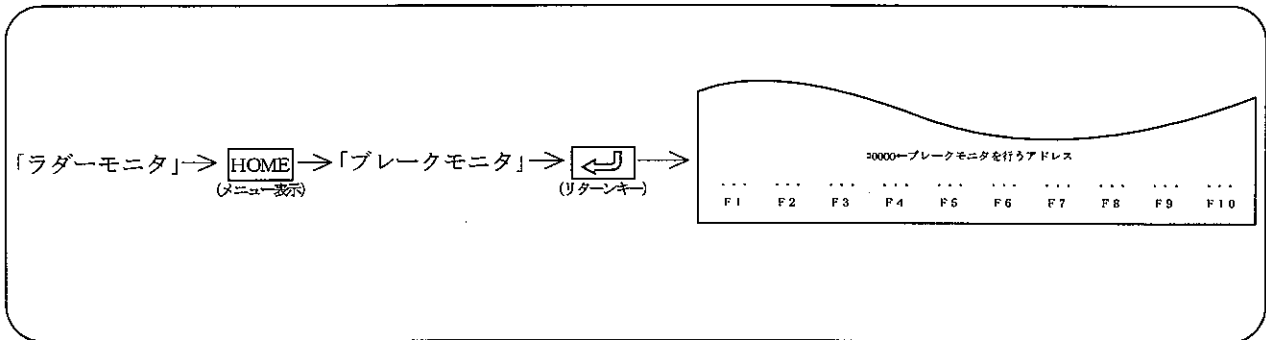 「ラダーモニタ」→ HOME →「ブレークモニタ」→ →
(メニュー表示) (リターンキー)
=0000←ブレークモニタを行うアドレス
... ... ... ... ... ... ... ... ... ...
F1 F2 F3 F4 F5 F6 F7 F8 F9 F10